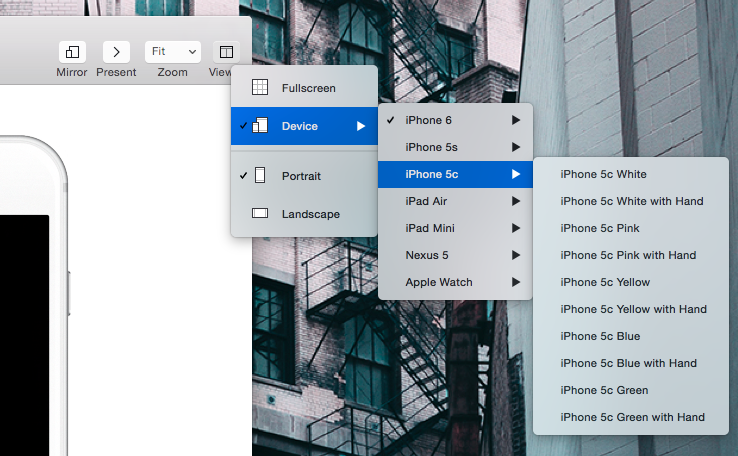 Fit
Mirror
Present
Zoom
View
Fullscreen
Device
Portrait
Landscape
iPhone 6
iPhone 5s
iPhone 5c
iPad Air
iPad Mini
Nexus 5
Apple Watch
iPhone 5c White
iPhone 5c White with Hand
iPhone 5c Pink
iPhone 5c Pink with Hand
iPhone 5c Yellow
iPhone 5c Yellow with Hand
iPhone 5c Blue
iPhone 5c Blue with Hand
iPhone 5c Green
iPhone 5c Green with Hand